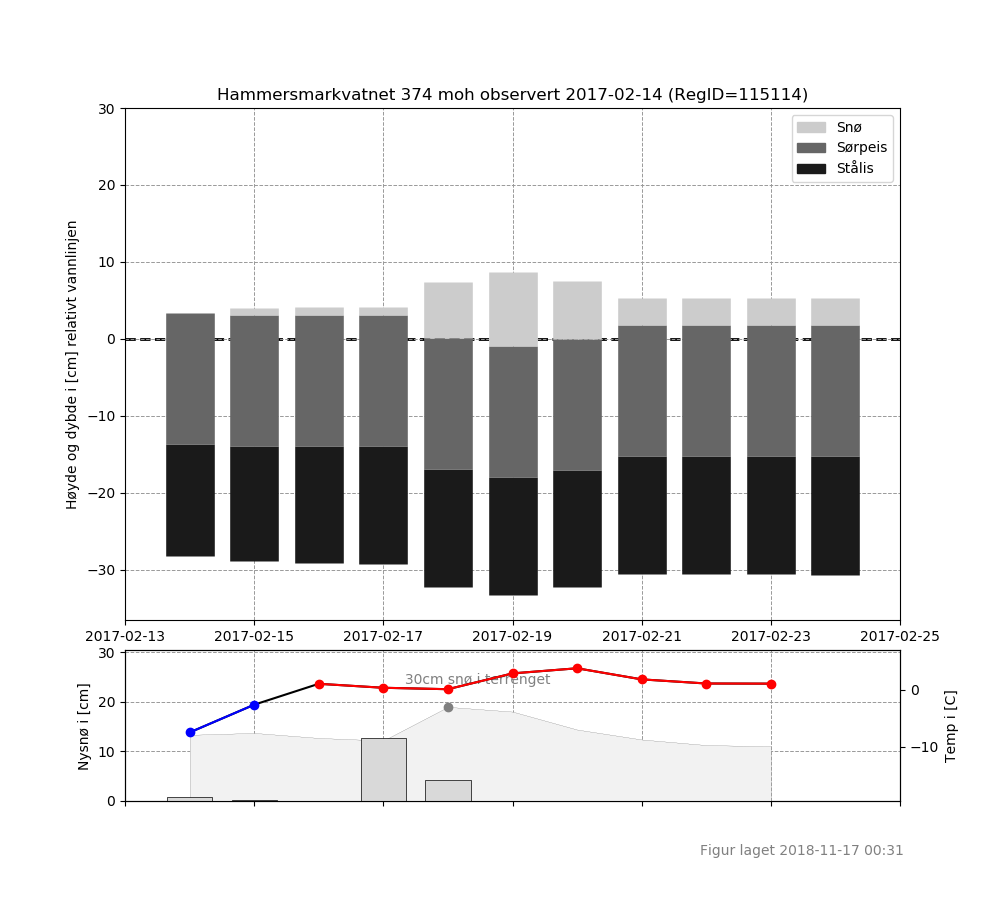 Hammersmarkvatnet 374 moh observert 2017-02-14 (RegID=115114)
Snø
Sørpeis
Stålis
Høyde og dybde i [cm] relativt vannlinjen
30
20
10
0
−10
−20
−30
2017-02-13 2017-02-15 2017-02-17 2017-02-19 2017-02-21 2017-02-23 2017-02-25
30cm snø i terrenget
Nysnø i [cm]
30
20
10
0
0
−10
Temp i [C]
Figur laget 2018-11-17 00:31